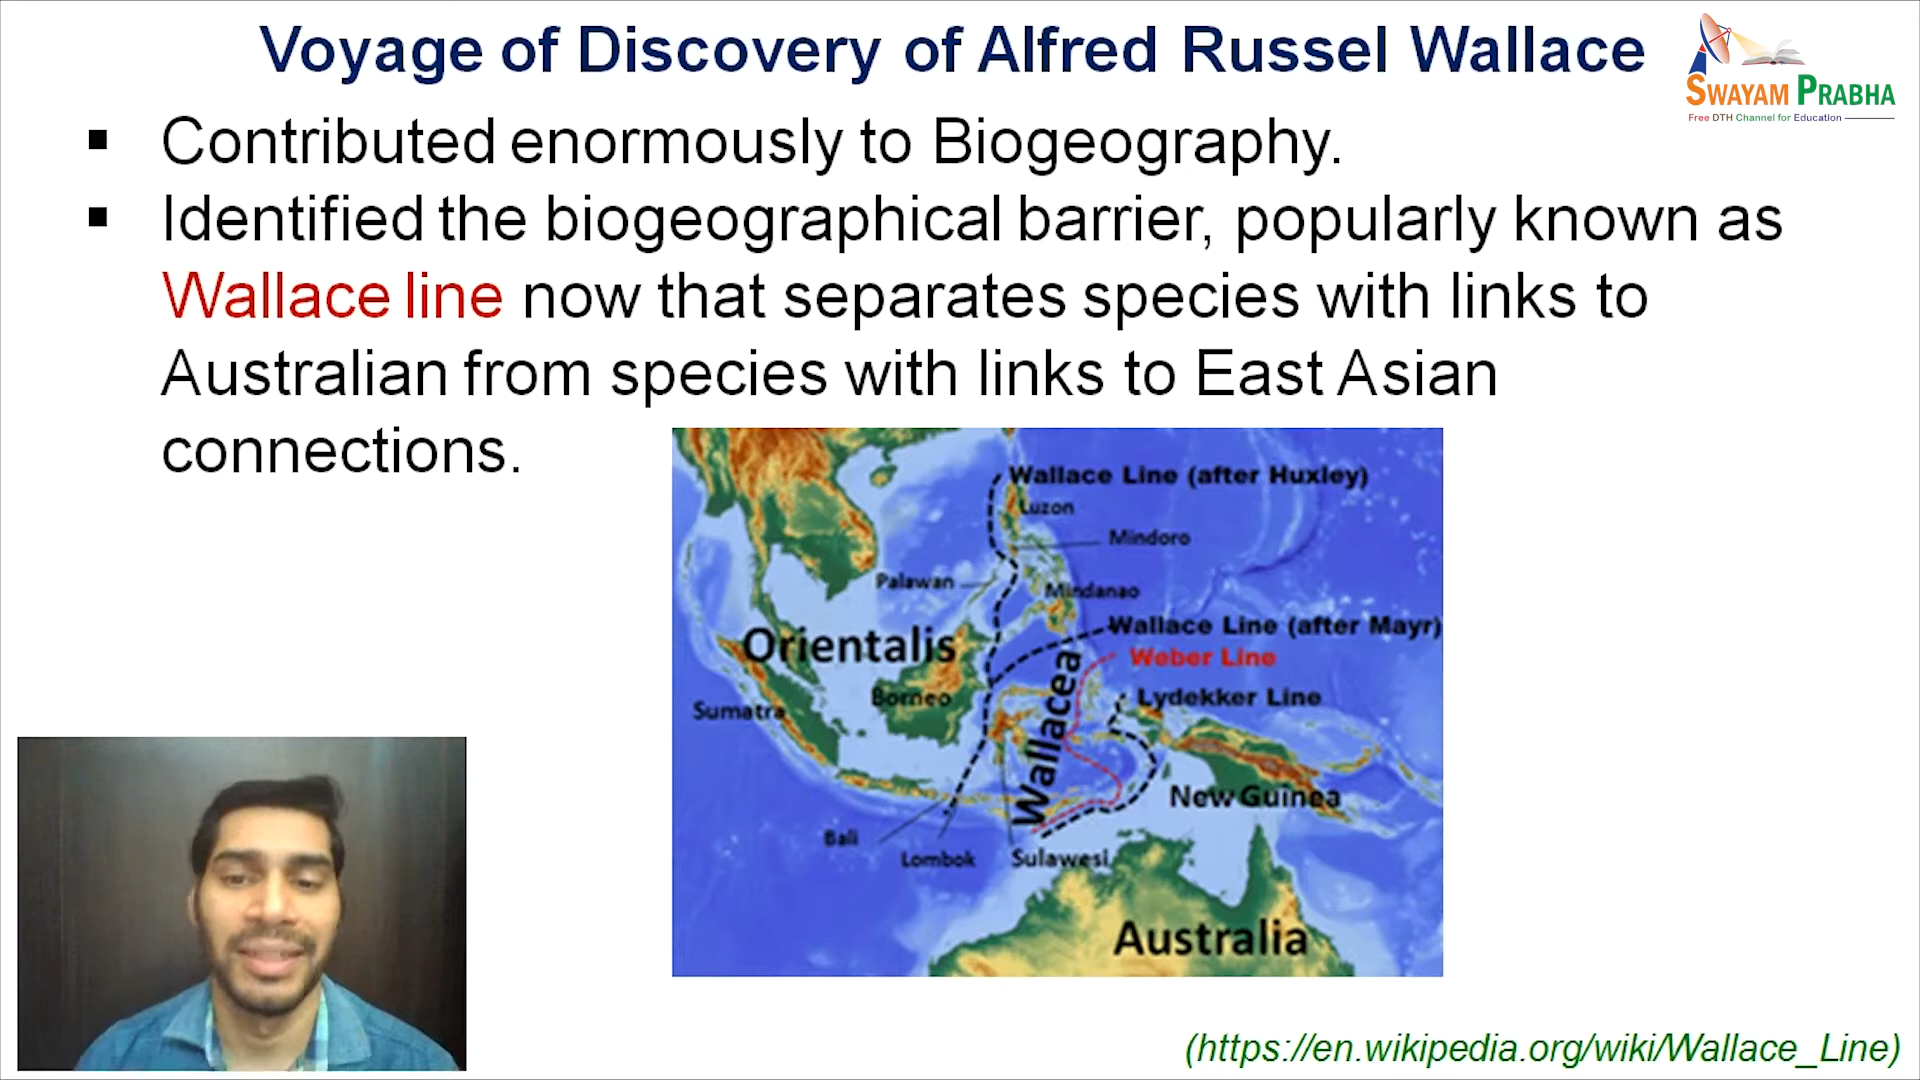 Voyage of Discovery of Alfred Russel Wallace
SWAYAM PRABHA
Free DTH Channel for Education
▪ Contributed enormously to Biogeography.
▪ Identified the biogeographical barrier, popularly known as
Wallace line now that separates species with links to
Australian from species with links to East Asian
connections.
Wallace Line (after Huxley)
Luzon
Mindoro
Palawan
Mindanao
Wallace Line (after Mayr)
Orientalis
Weber Line
Wallacea
Borneo
Lydekker Line
Sumatra
New Guinea
Bali
Lombok
Sulawesi
Australia
(https://en.wikipedia.org/wiki/Wallace_Line)